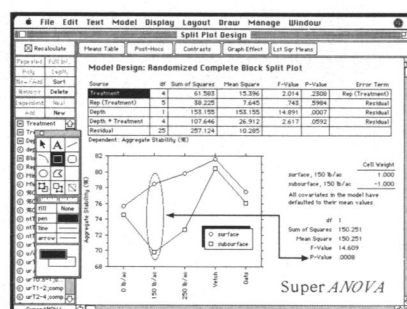 File Edit Text Model Display Layout Draw Manage Window
Split Plot Design
Recalculate Means Table Post-Hocs Contrasts Graph Effect Lst Sqr Means
Sort
Delete
New
Model Design: Randomized Complete Block Split Plot
Source df Sum of Squares Mean Square F-Value P-Value Error Term
Treatment 4 61.583 15.396 2.014 .2308 Rep (Treatment)
Rep (Treatment) 5 38.225 7.645 .743 .5984 Residual
Depth 1 153.155 153.155 14.891 .0007 Residual
Depth * Treatment 4 107.646 26.912 2.617 .0592 Residual
Residual 25 257.124 10.285
Dependent: Aggregate Stability (%)
Treatment
A
fill None
pen
line
arrow
urT1-2;comp
urT2-4;comp
Aggregate Stability (%)
82
80
78
76
74
72
70
68
0 lb/ac
150 lb/ac
250 lb/ac
Vetch
Oats
surface
subsurface
Cell Weight
surface, 150 lb/ac 1.000
subsurface, 150 lb/ac -1.000
All covariates in the model have
defaulted to their mean values.
df 1
Sum of Squares 150.251
Mean Square 150.251
F-Value 14.609
P-Value .0008
Super ANOVA